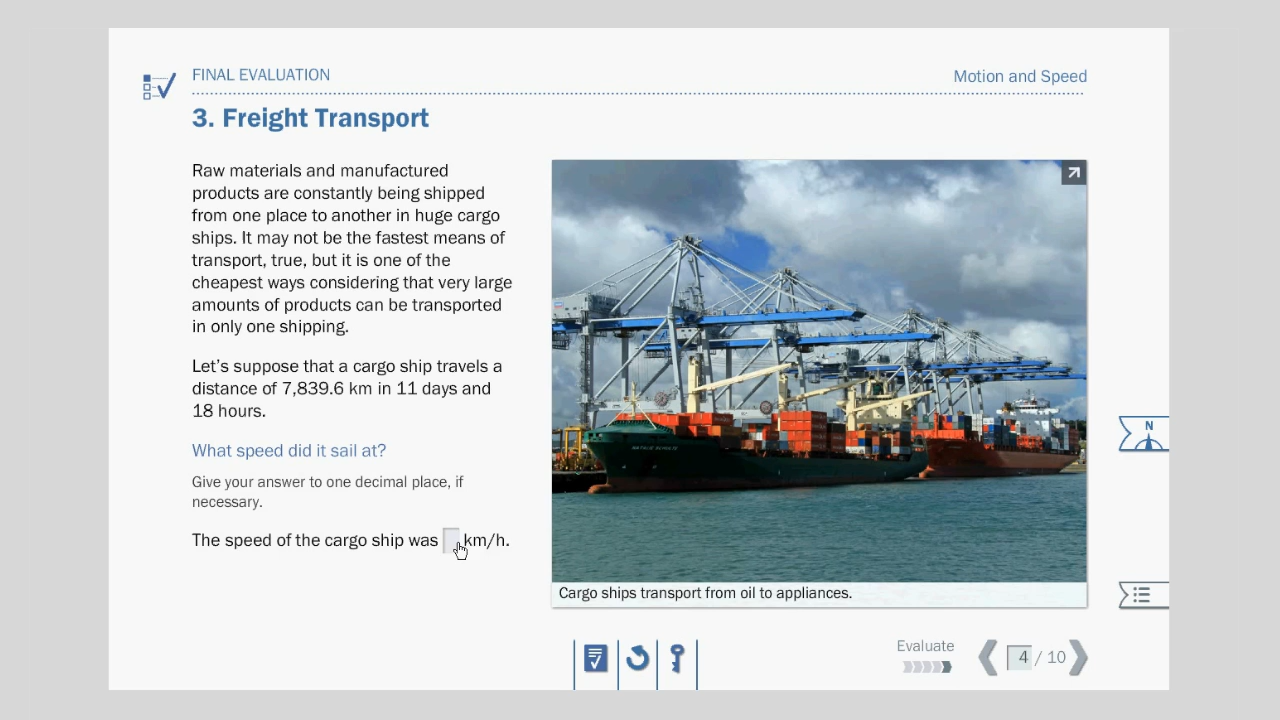 FINAL EVALUATION
Motion and Speed
3. Freight Transport
Raw materials and manufactured
products are constantly being shipped
from one place to another in huge cargo
ships. It may not be the fastest means of
transport, true, but it is one of the
cheapest ways considering that very large
amounts of products can be transported
in only one shipping.
Let's suppose that a cargo ship travels a
distance of 7,839.6 km in 11 days and
18 hours.
What speed did it sail at?
Give your answer to one decimal place, if
necessary.
The speed of the cargo ship was km/h.
Cargo ships transport from oil to appliances.
N
Evaluate
4 / 10